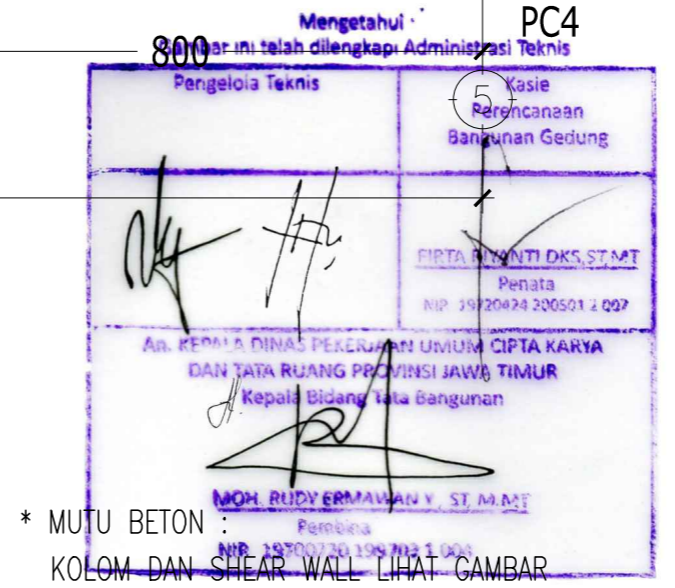 Mengetahui
PC4
800
Gambar ini telah dilengkapi Administrasi Teknis
Pengelola Teknis
5
Kasie
Perencanaan
Bangunan Gedung
FIRTA RIYANTI DKS, ST, MT
Penata
NIP. 19720424 200501 2 007
An. KEPALA DINAS PEKERJAAN UMUM CIPTA KARYA
DAN TATA RUANG PROVINSI JAWA TIMUR
Kepala Bidang Tata Bangunan
MOH. RUDY ERMAWAN Y., ST, M.MT
Pembina
NIP. 19700720 199703 1 004
* MUTU BETON :
KOLOM DAN SHEAR WALL LIHAT GAMBAR